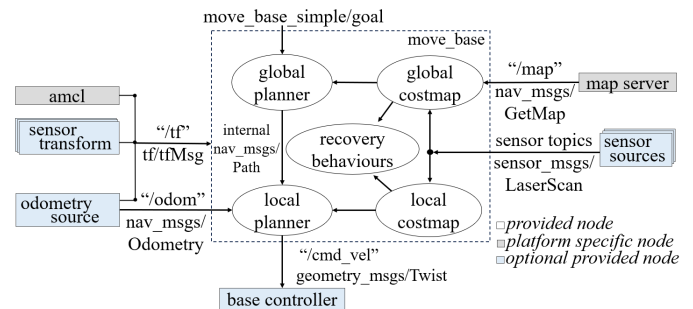 move_base_simple/goal
move_base
global
planner
global
costmap
“/map”
nav_msgs/
GetMap
map server
amcl
sensor
transform
“/tf”
tf/tfMsg
internal
nav_msgs/
Path
recovery
behaviours
sensor topics
sensor_msgs/
LaserScan
sensor
sources
odometry
source
“/odom”
nav_msgs/
Odometry
local
planner
local
costmap
provided node
platform specific node
optional provided node
“/cmd_vel”
geometry_msgs/Twist
base controller